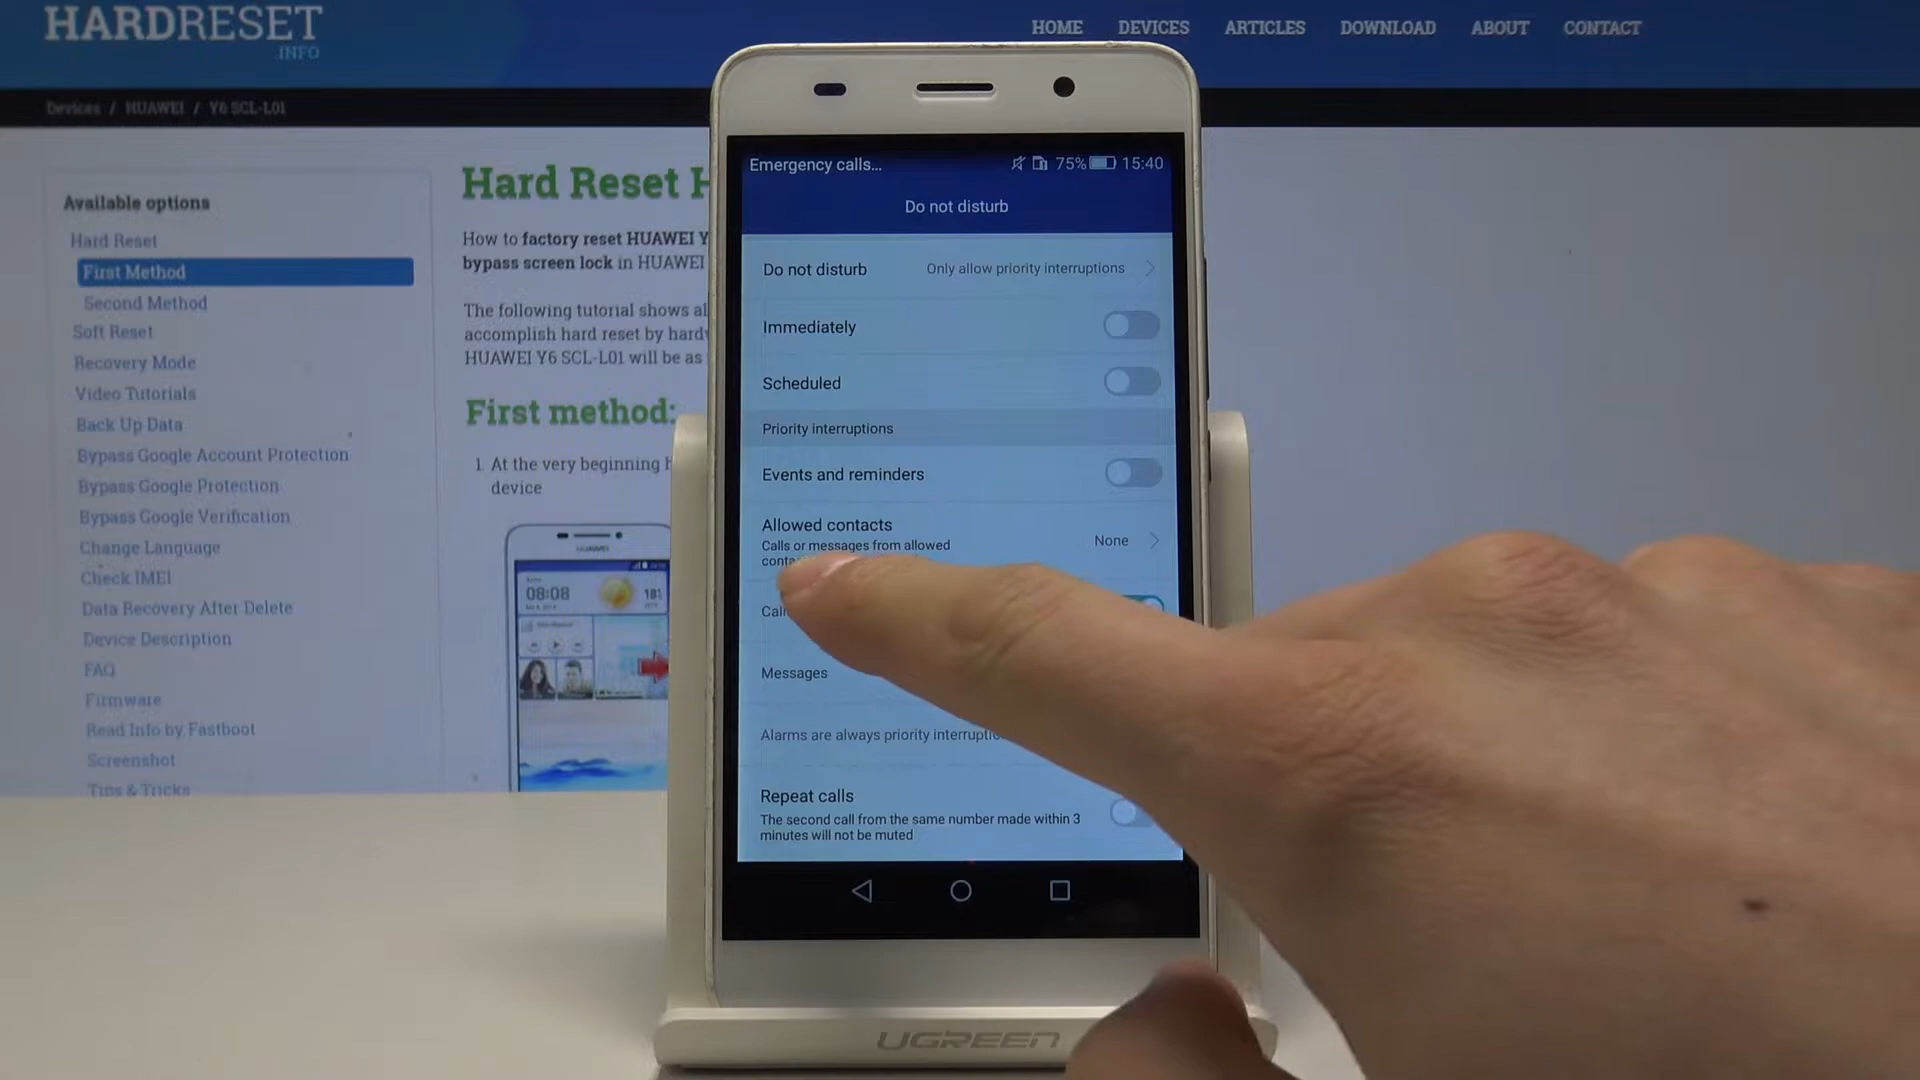 HARDRESET
.INFO
HOME DEVICES ARTICLES DOWNLOAD ABOUT CONTACT
Devices / HUAWEI / Y6 SCL-L01
Available options
Hard Reset
First Method
Second Method
Soft Reset
Recovery Mode
Video Tutorials
Back Up Data
Bypass Google Account Protection
Bypass Google Protection
Bypass Google Verification
Change Language
Check IMEI
Data Recovery After Delete
Device Description
FAQ
Firmware
Read Info by Fastboot
Screenshot
Tips & Tricks
Hard Reset H
How to factory reset HUAWEI Y
bypass screen lock in HUAWEI
The following tutorial shows al
accomplish hard reset by hardw
HUAWEI Y6 SCL-L01 will be as
First method:
1. At the very beginning h
device
HUAWEI
08:08
18°
Emergency calls...
75% 15:40
Do not disturb
Do not disturb Only allow priority interruptions
Immediately
Scheduled
Priority interruptions
Events and reminders
Allowed contacts
Calls or messages from allowed
conta
None
Call
Messages
Alarms are always priority interruptio
Repeat calls
The second call from the same number made within 3
minutes will not be muted
UGREEN